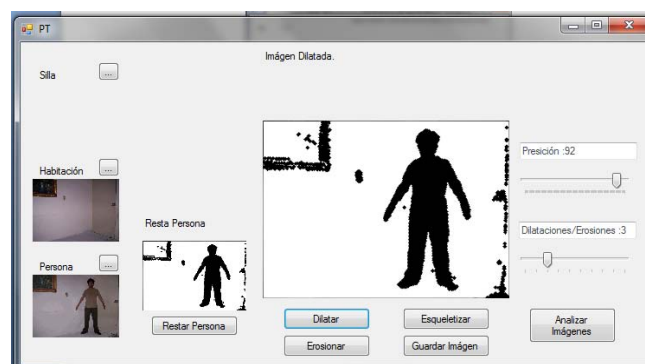 PT
Imágen Dilatada.
Silla ...
Presición :92
Habitación ...
Resta Persona
Dilataciones/Erosiones :3
Persona ...
Restar Persona
Dilatar
Esqueletizar
Analizar
Imágenes
Erosionar
Guardar Imágen